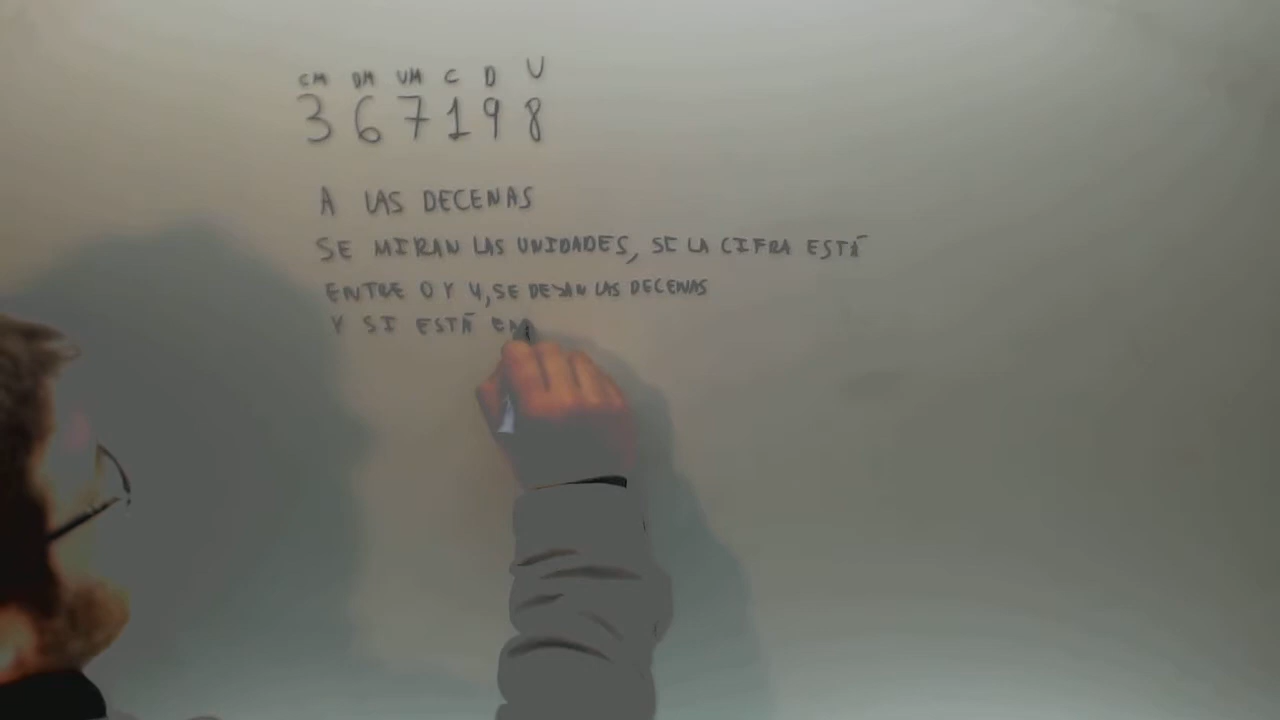 CM DM UM C D U
3 6 7 1 9 8
A LAS DECENAS
SE MIRAN LAS UNIDADES, SI LA CIFRA ESTÁ
ENTRE 0 Y 4, SE DEJAN LAS DECENAS
Y SI ESTÁ